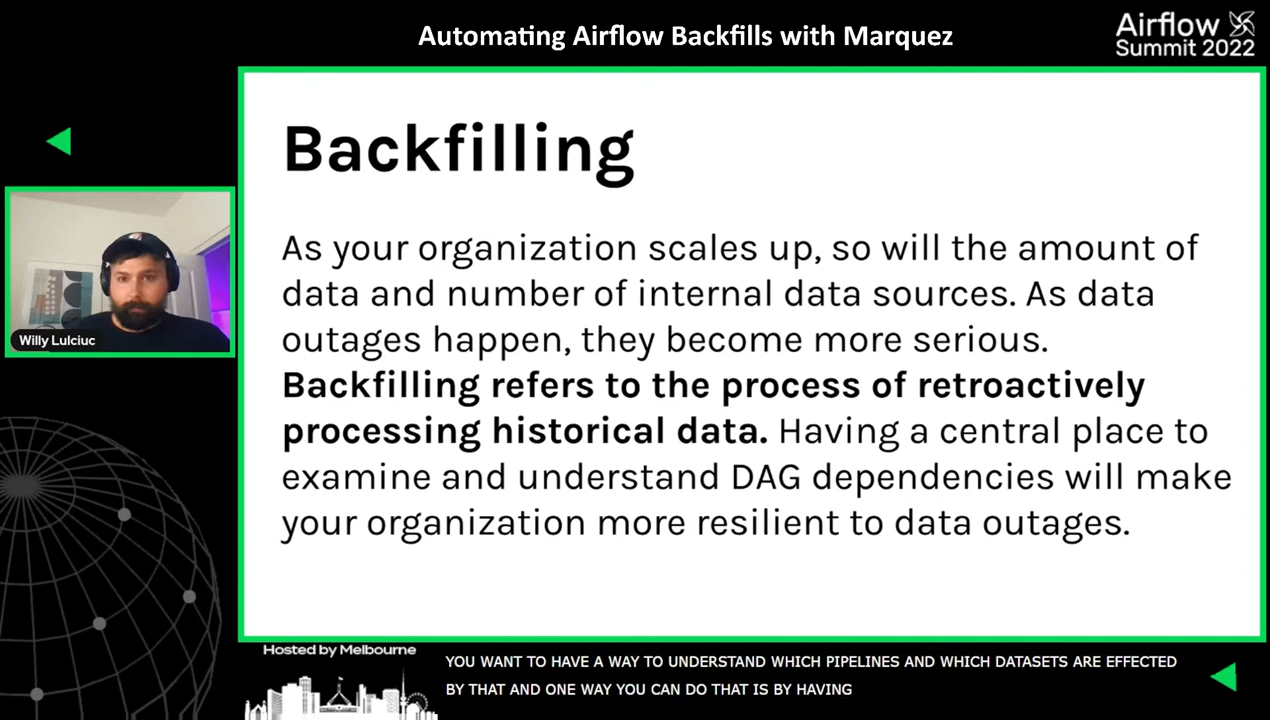 Automating Airflow Backfills with Marquez
Airflow
Summit 2022
Backfilling
As your organization scales up, so will the amount of
data and number of internal data sources. As data
outages happen, they become more serious.
Backfilling refers to the process of retroactively
processing historical data. Having a central place to
examine and understand DAG dependencies will make
your organization more resilient to data outages.
Willy Lulciuc
Hosted by Melbourne
YOU WANT TO HAVE A WAY TO UNDERSTAND WHICH PIPELINES AND WHICH DATASETS ARE EFFECTED
BY THAT AND ONE WAY YOU CAN DO THAT IS BY HAVING